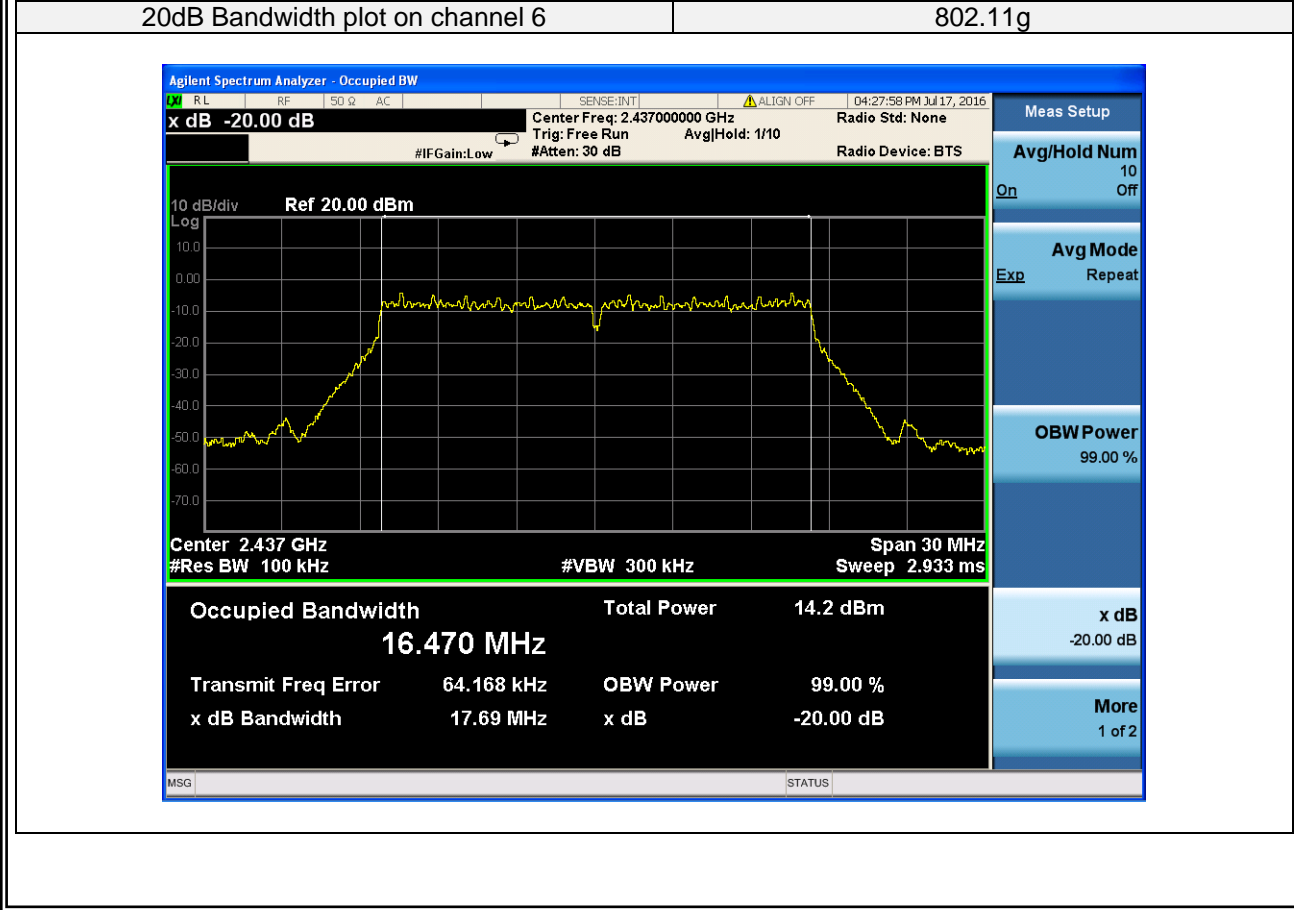 20dB Bandwidth plot on channel 6 802.11g
Agilent Spectrum Analyzer - Occupied BW
LXI RL RF 50 Ω AC SENSE:INT ALIGN OFF 04:27:58 PM Jul 17, 2016
x dB -20.00 dB Center Freq: 2.437000000 GHz Radio Std: None
Trig: Free Run Avg|Hold: 1/10
#IFGain:Low #Atten: 30 dB Radio Device: BTS
10 dB/div Ref 20.00 dBm
Log
10.0
0.00
-10.0
-20.0
-30.0
-40.0
-50.0
-60.0
-70.0
Center 2.437 GHz Span 30 MHz
#Res BW 100 kHz #VBW 300 kHz Sweep 2.933 ms
Occupied Bandwidth Total Power 14.2 dBm
16.470 MHz
Transmit Freq Error 64.168 kHz OBW Power 99.00 %
x dB Bandwidth 17.69 MHz x dB -20.00 dB
MSG STATUS
Meas Setup
Avg/Hold Num
10
On Off
Avg Mode
Exp Repeat
OBW Power
99.00 %
x dB
-20.00 dB
More
1 of 2